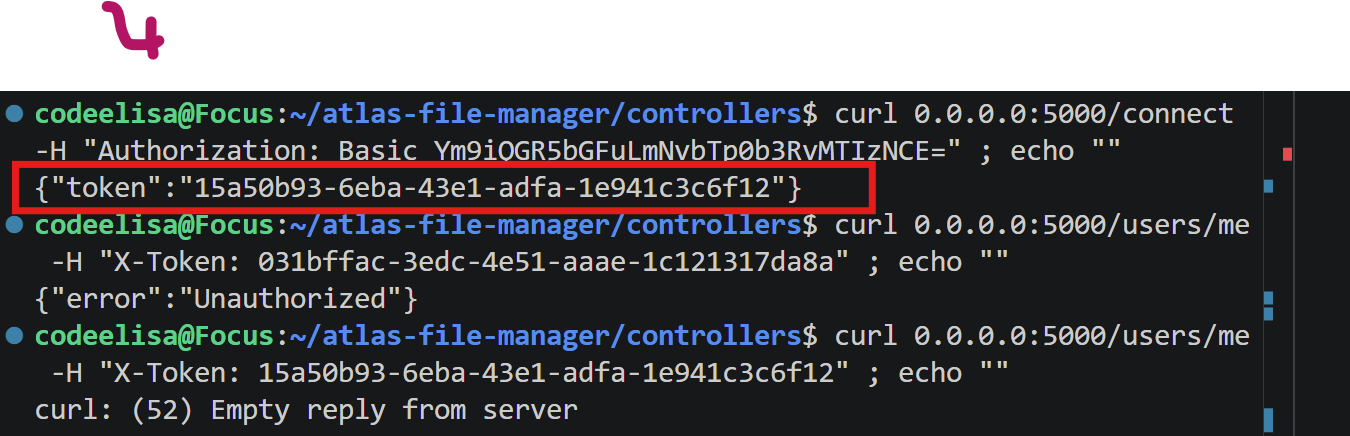 4
codeelisa@Focus:~/atlas-file-manager/controllers$ curl 0.0.0.0:5000/connect
-H "Authorization: Basic Ym9iQGR5bGFuLmNvbTp0b3RvMTIzNCE=" ; echo ""
{"token":"15a50b93-6eba-43e1-adfa-1e941c3c6f12"}
codeelisa@Focus:~/atlas-file-manager/controllers$ curl 0.0.0.0:5000/users/me
-H "X-Token: 031bffac-3edc-4e51-aaae-1c121317da8a" ; echo ""
{"error":"Unauthorized"}
codeelisa@Focus:~/atlas-file-manager/controllers$ curl 0.0.0.0:5000/users/me
-H "X-Token: 15a50b93-6eba-43e1-adfa-1e941c3c6f12" ; echo ""
curl: (52) Empty reply from server